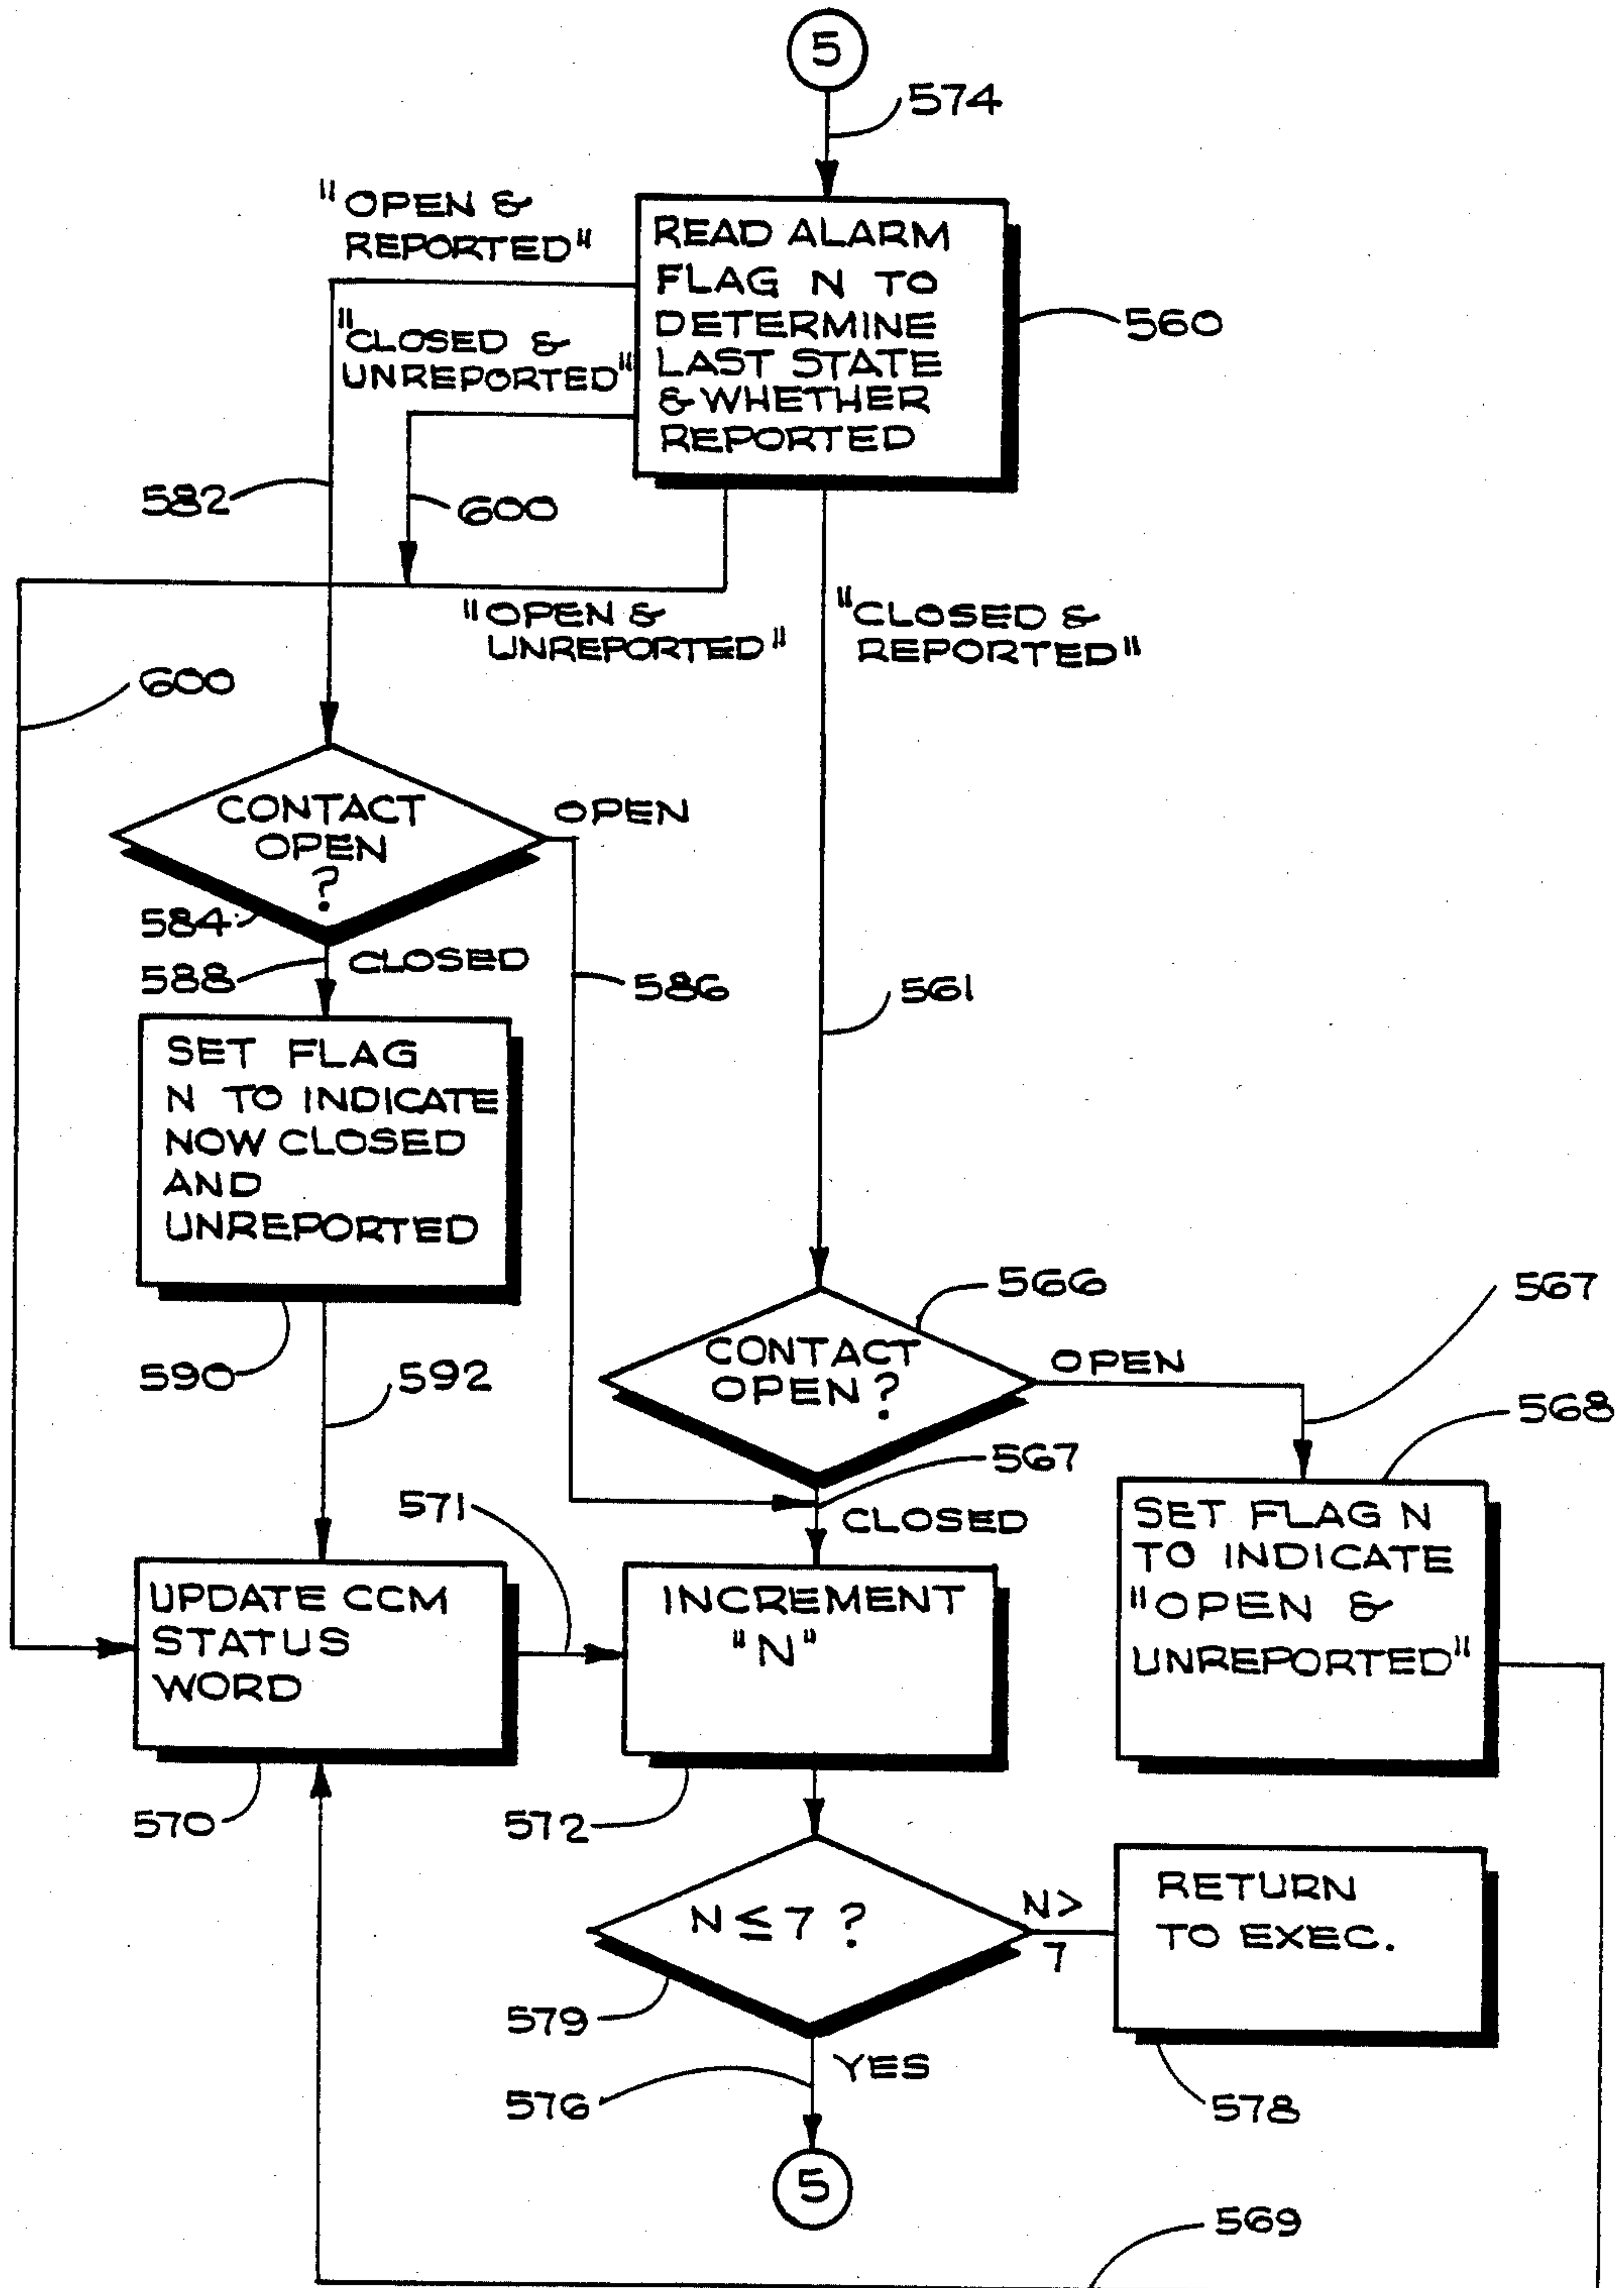 5
574
"OPEN &
REPORTED"
READ ALARM
FLAG N TO
DETERMINE
LAST STATE
& WHETHER
REPORTED
560
"CLOSED &
UNREPORTED"
582
600
"OPEN &
UNREPORTED"
"CLOSED &
REPORTED"
600
CONTACT
OPEN
?
OPEN
584
588
CLOSED
586
561
SET FLAG
N TO INDICATE
NOW CLOSED
AND
UNREPORTED
590
592
566
567
CONTACT
OPEN?
OPEN
568
567
CLOSED
571
SET FLAG N
TO INDICATE
"OPEN &
UNREPORTED"
UPDATE CCM
STATUS
WORD
INCREMENT
"N"
570
572
N ≤ 7 ?
N >
7
RETURN
TO EXEC.
579
YES
576
578
5
569